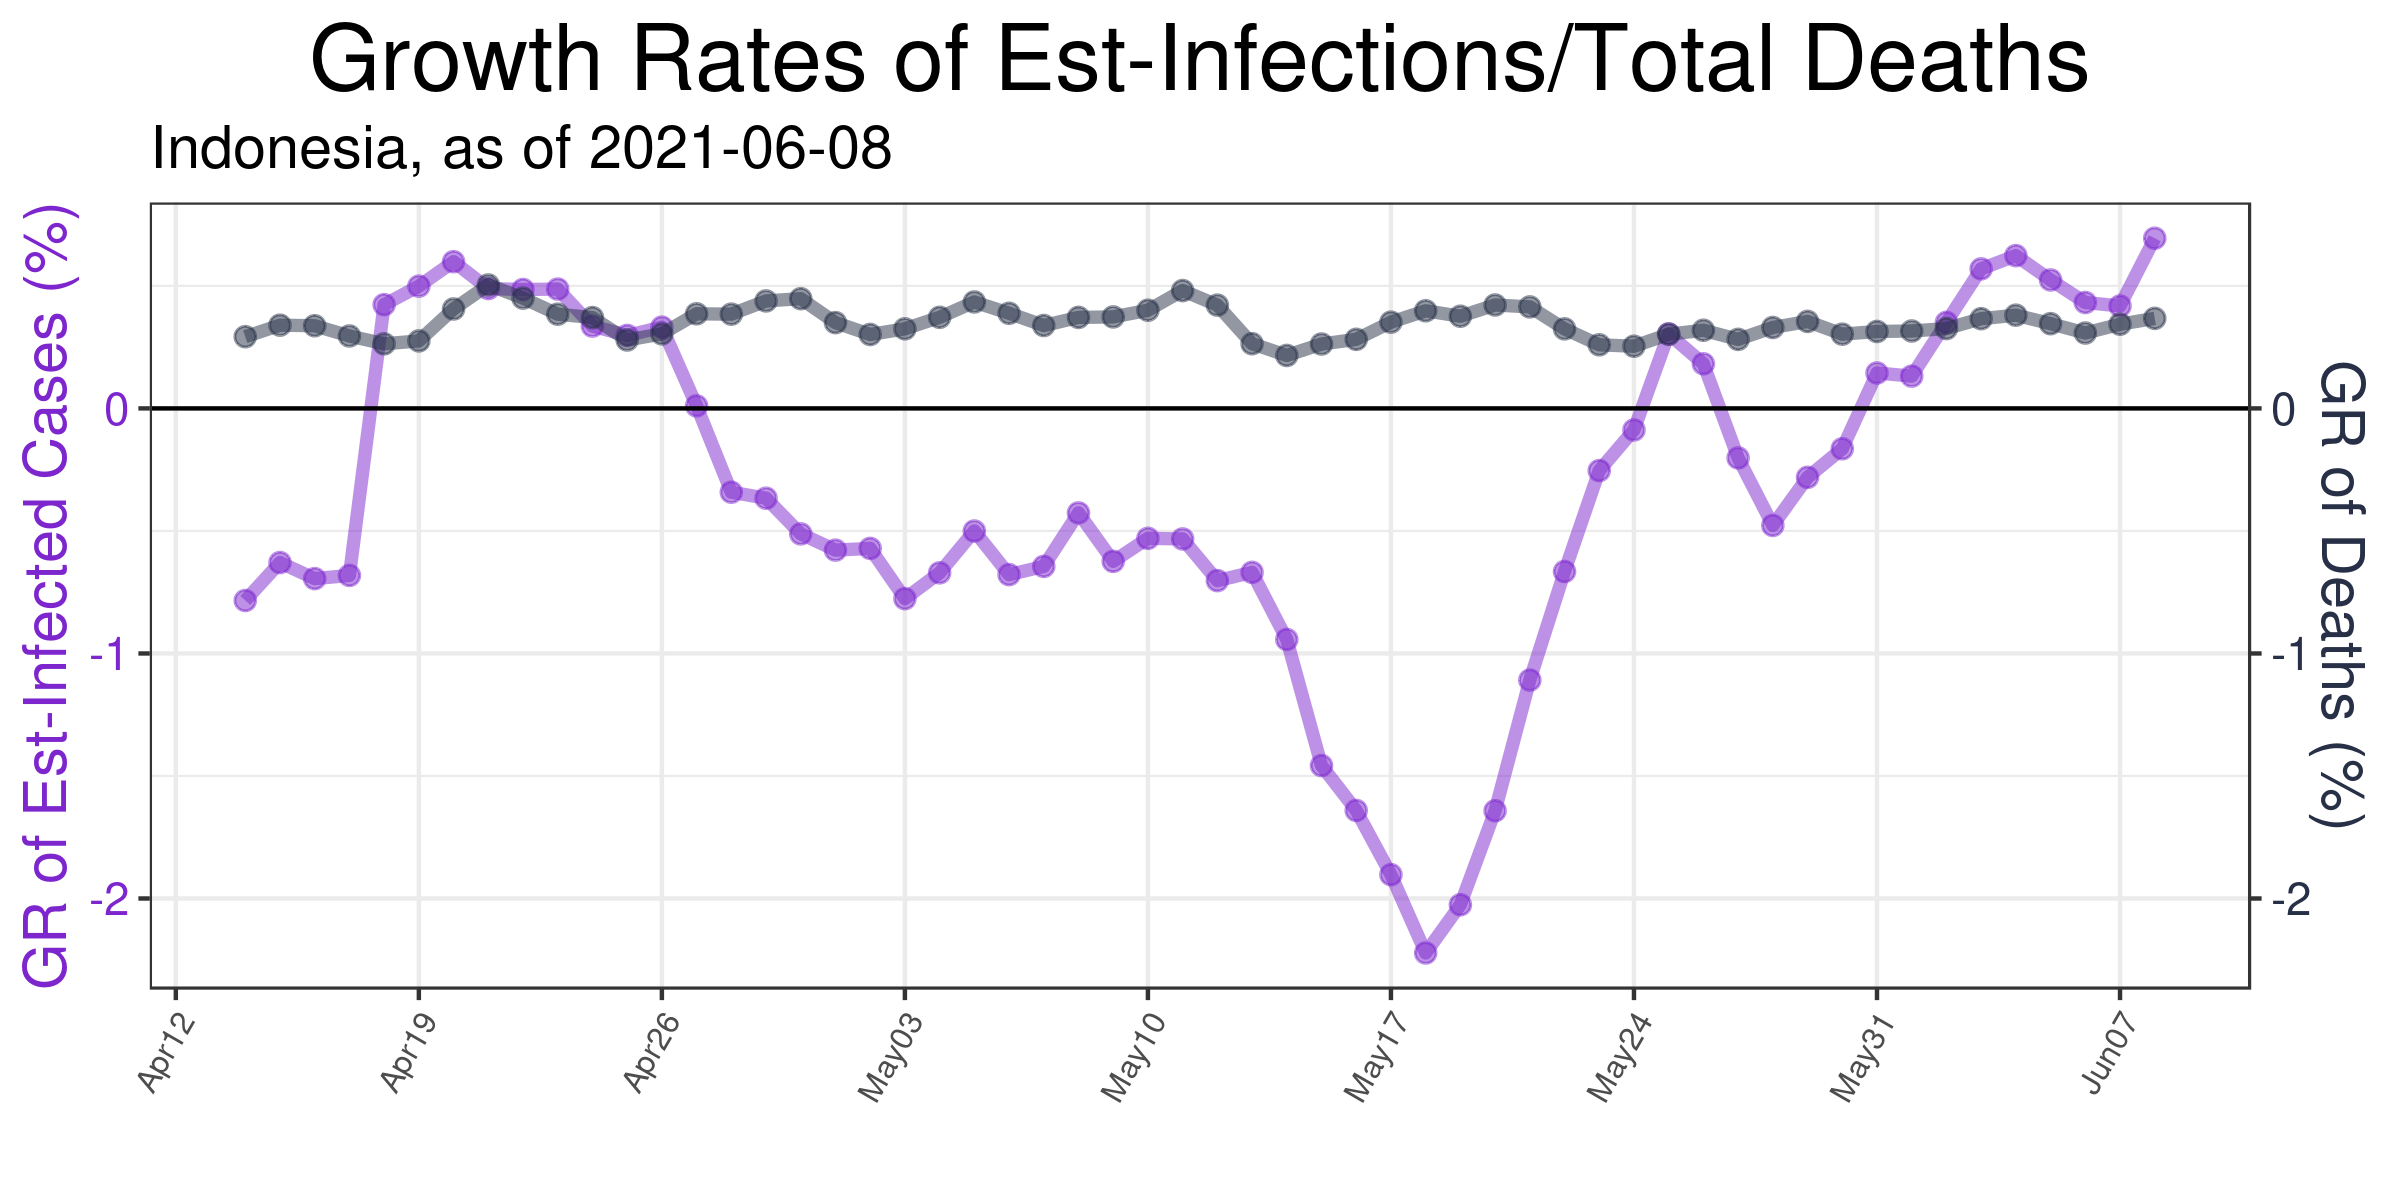 Growth Rates of Est-Infections/Total Deaths
Indonesia, as of 2021-06-08
GR of Est-Infected Cases (%)
0
-1
-2
0
-1
-2
GR of Deaths (%)
Apr12
Apr19
Apr26
May03
May10
May17
May24
May31
Jun07